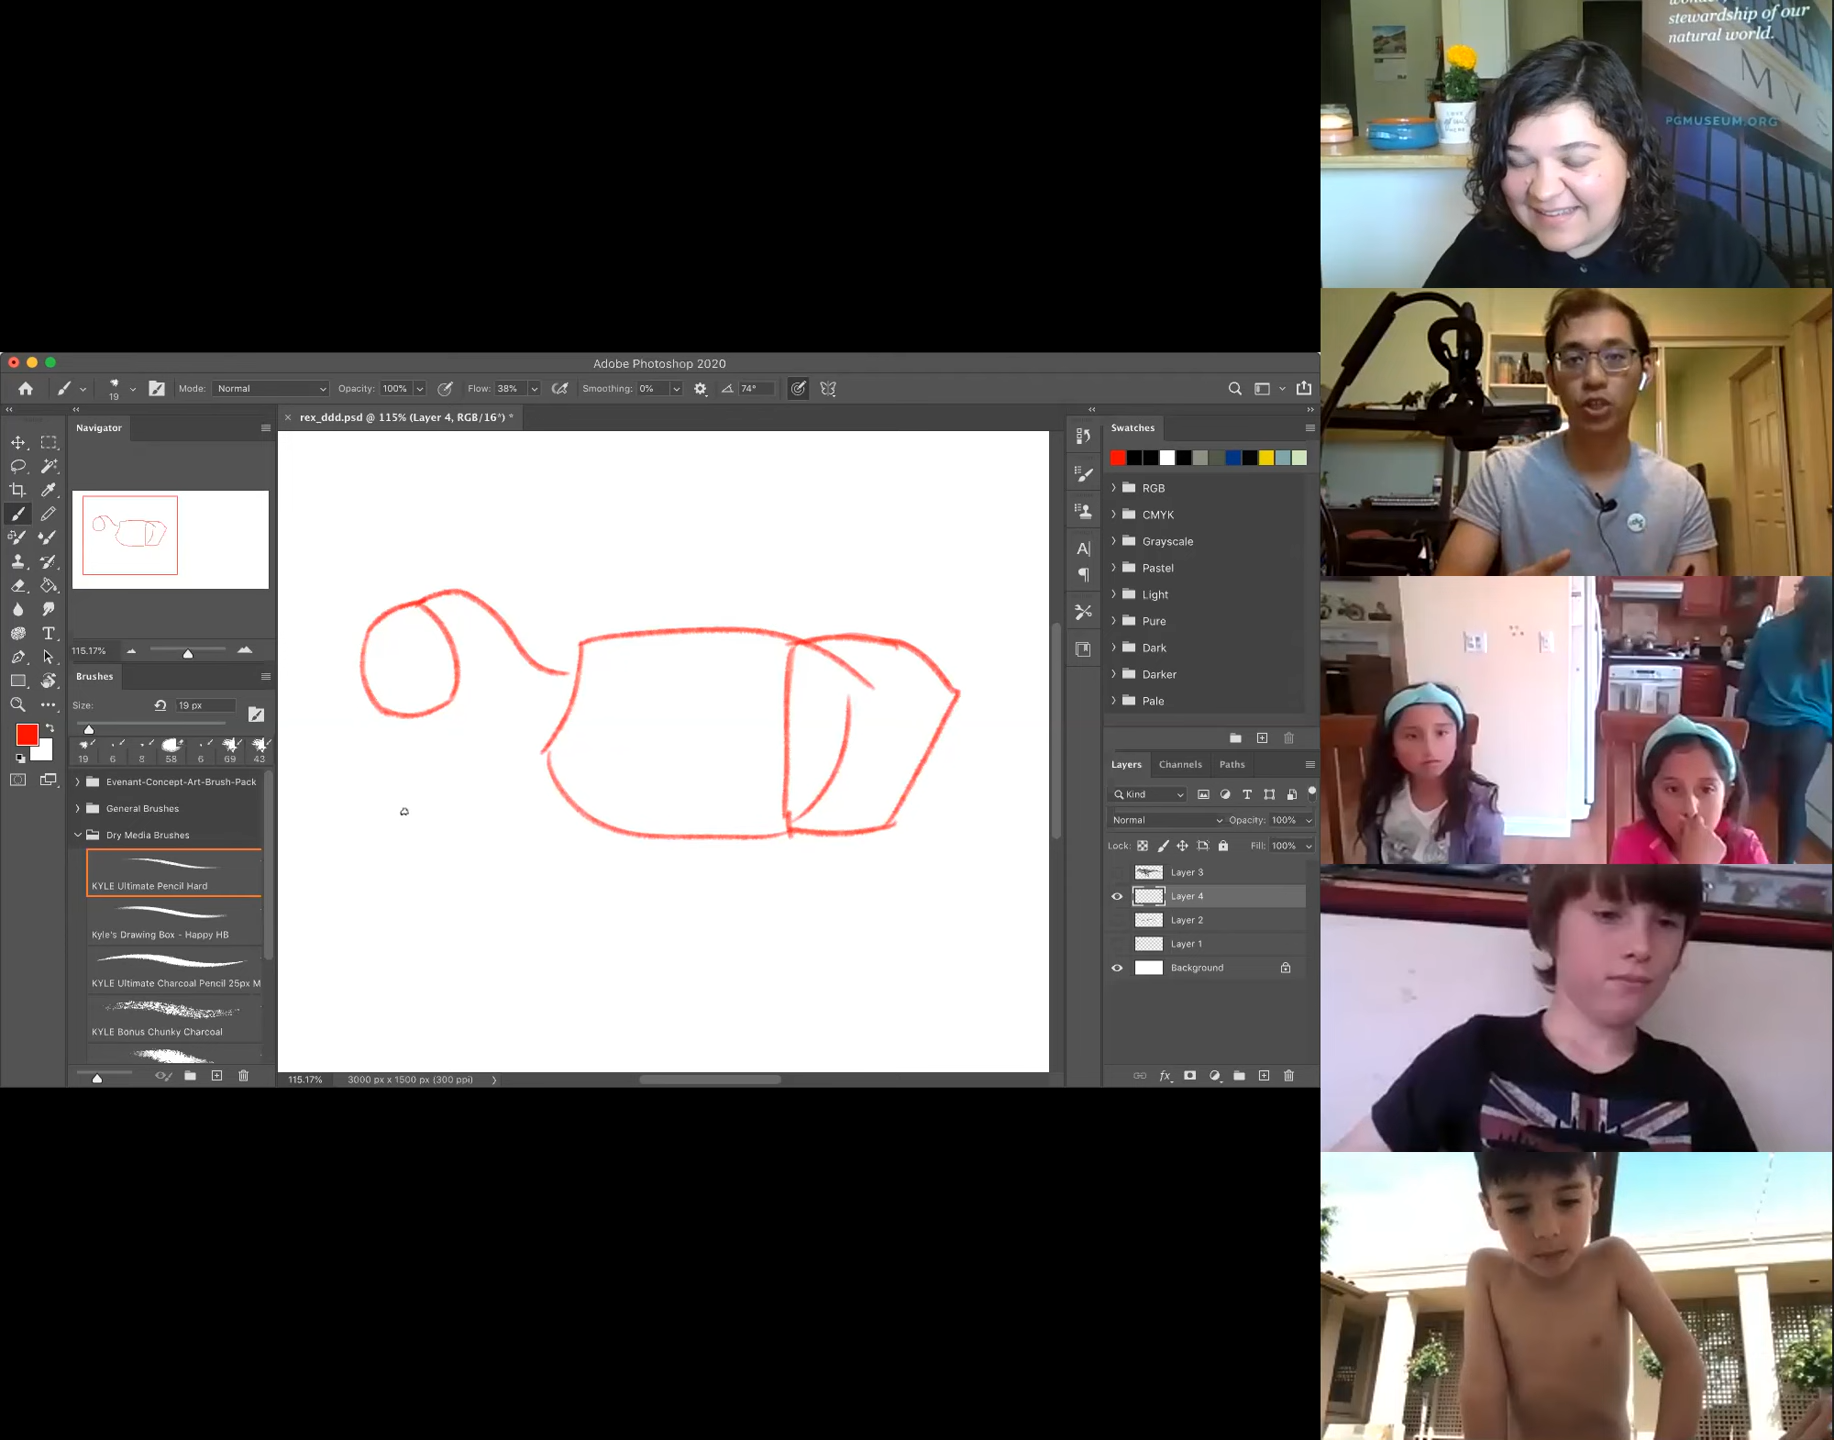 stewardship of our
natural world.
PGMUSEUM.ORG
Adobe Photoshop 2020
19
Mode: Normal
Opacity: 100%
Flow: 38%
Smoothing: 0%
74°
rex_ddd.psd @ 115% (Layer 4, RGB/16*) *
Navigator
115.17%
Brushes
Size: 19 px
19 6 8 58 6 69 43
Evenant-Concept-Art-Brush-Pack
General Brushes
Dry Media Brushes
KYLE Ultimate Pencil Hard
Kyle's Drawing Box - Happy HB
KYLE Ultimate Charcoal Pencil 25px M
KYLE Bonus Chunky Charcoal
115.17% 3000 px x 1500 px (300 ppi)
Swatches
RGB
CMYK
Grayscale
Pastel
Light
Pure
Dark
Darker
Pale
Layers Channels Paths
Kind
Normal Opacity: 100%
Lock: Fill: 100%
Layer 3
Layer 4
Layer 2
Layer 1
Background